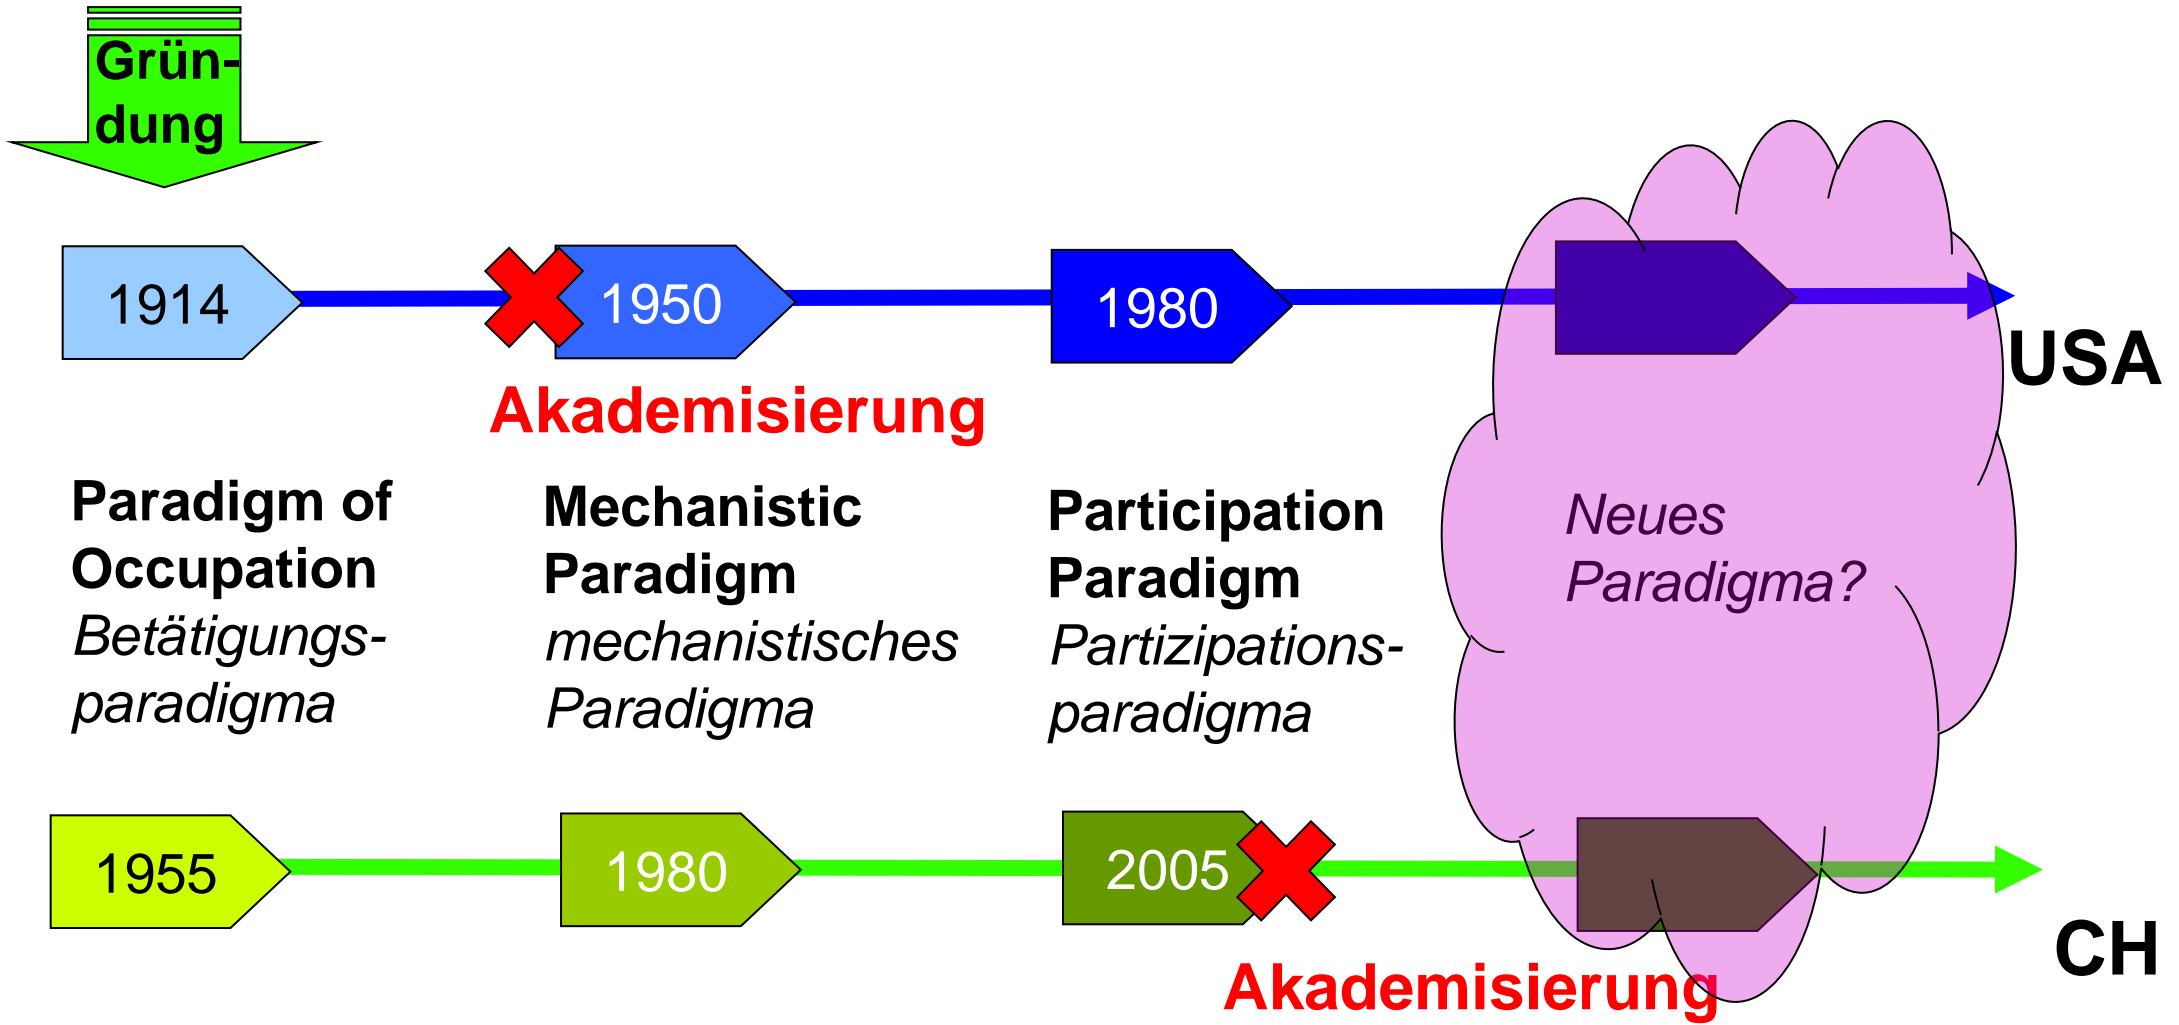 Grün-
dung
1914
1950
1980
USA
Akademisierung
Paradigm of
Occupation
Betätigungs-
paradigma
Mechanistic
Paradigm
mechanistisches
Paradigma
Participation
Paradigm
Partizipations-
paradigma
Neues
Paradigma?
1955
1980
2005
CH
Akademisierung